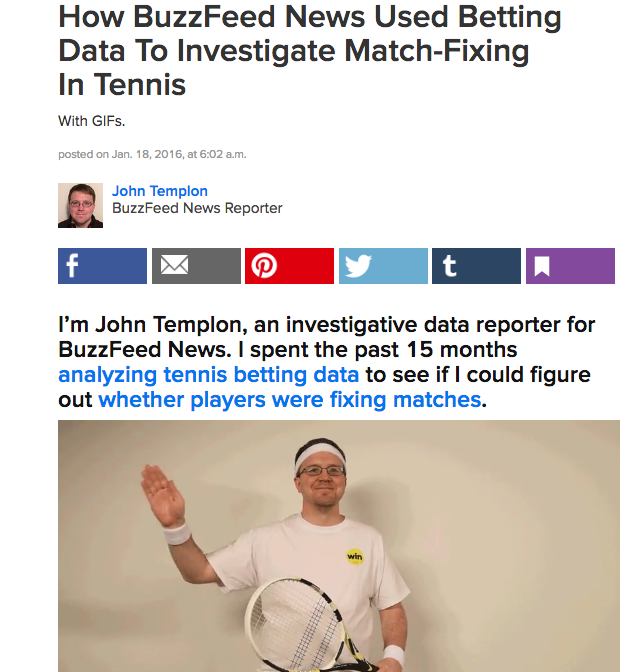 How BuzzFeed News Used Betting
Data To Investigate Match-Fixing
In Tennis
With GIFs.
posted on Jan. 18, 2016, at 6:02 a.m.
John Templon
BuzzFeed News Reporter
I’m John Templon, an investigative data reporter for
BuzzFeed News. I spent the past 15 months
analyzing tennis betting data to see if I could figure
out whether players were fixing matches.
win